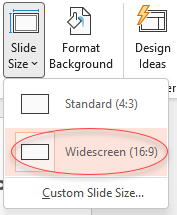 Slide Format Design
Size Background Ideas
Standard (4:3)
Widescreen (16:9)
Custom Slide Size...